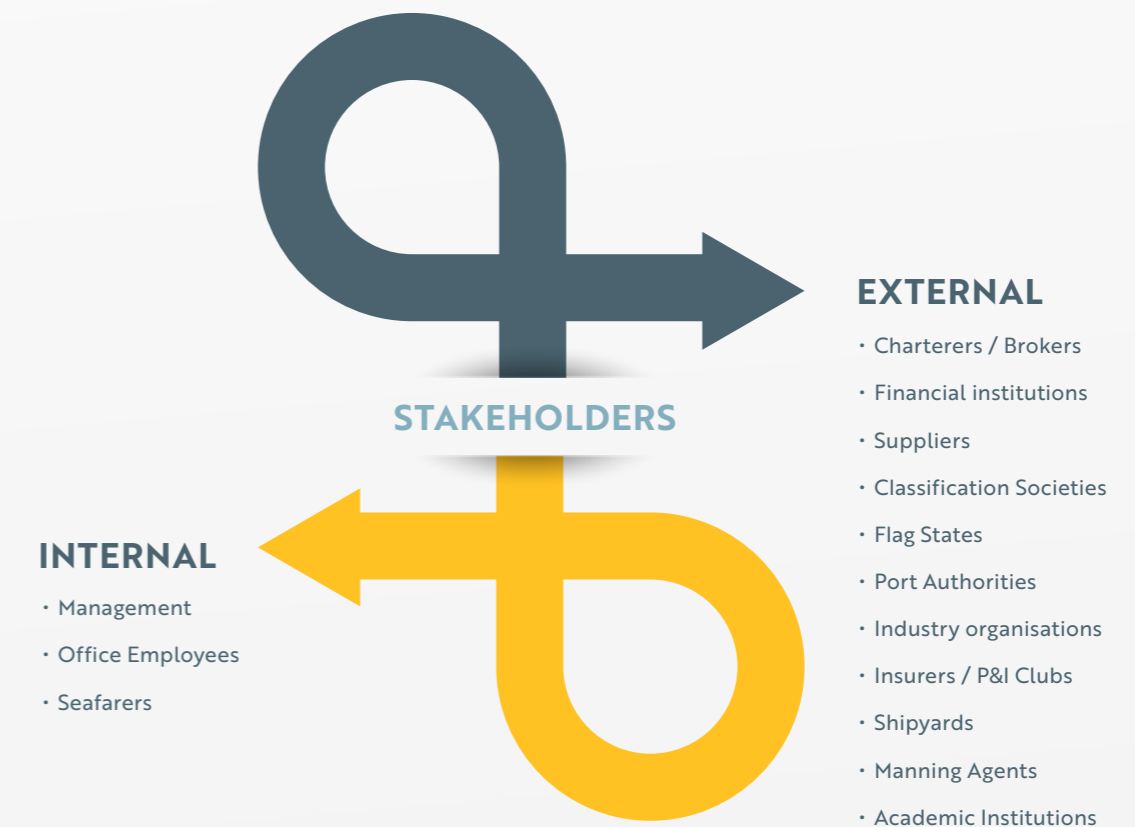 EXTERNAL
· Charterers / Brokers
· Financial institutions
· Suppliers
· Classification Societies
· Flag States
· Port Authorities
· Industry organisations
· Insurers / P&I Clubs
· Shipyards
· Manning Agents
· Academic Institutions
STAKEHOLDERS
INTERNAL
· Management
· Office Employees
· Seafarers